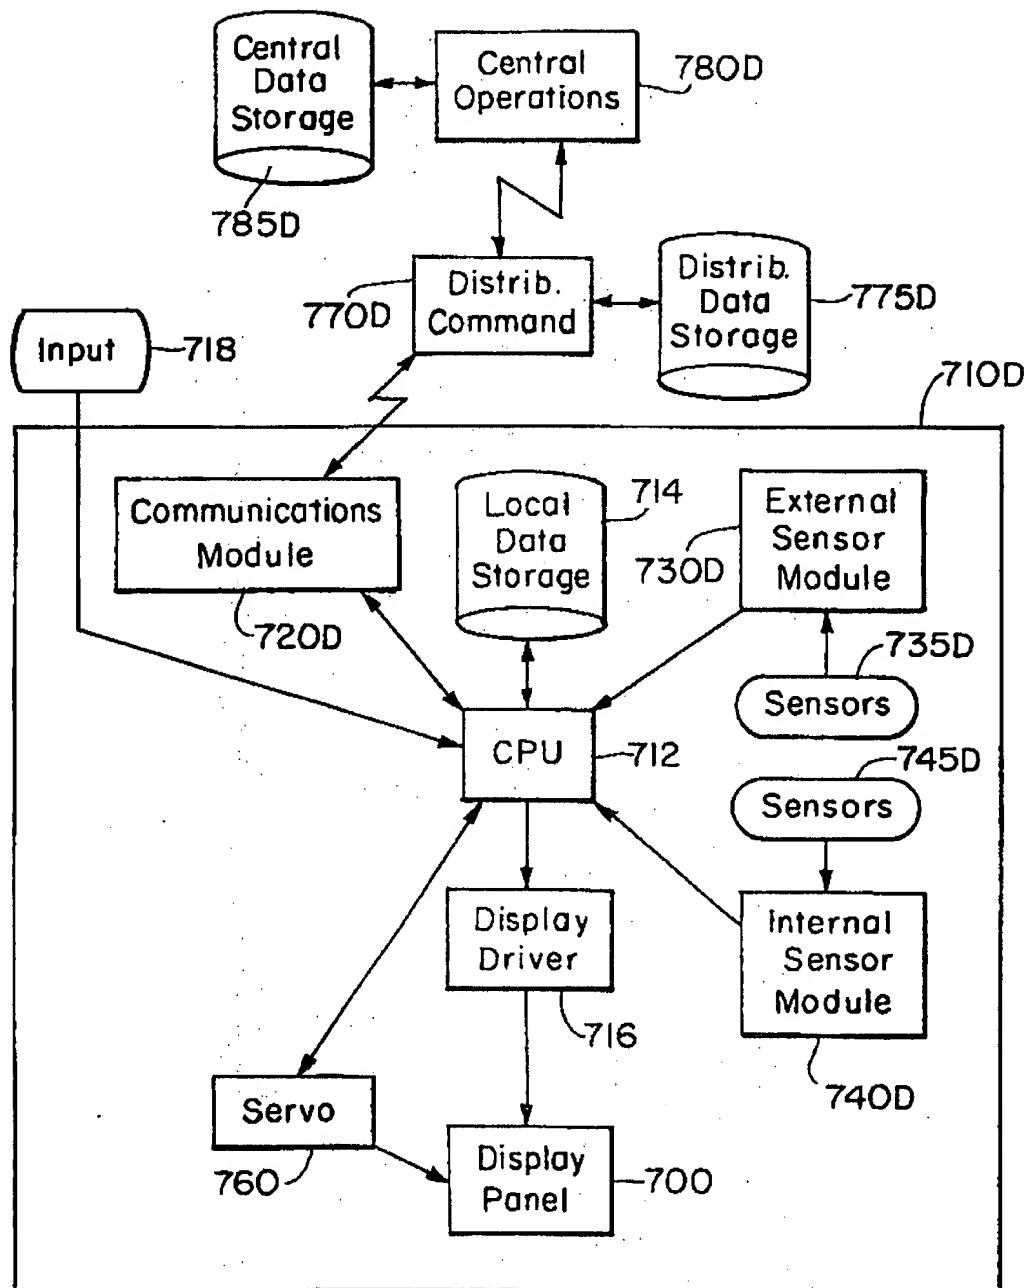 Central
Data
Storage
785D
Central
Operations
780D
Distrib.
Command
770D
Distrib.
Data
Storage
775D
Input
718
710D
Communications
Module
720D
Local
Data
Storage
714
External
Sensor
Module
730D
735D
Sensors
CPU
712
745D
Sensors
Display
Driver
716
Internal
Sensor
Module
740D
Servo
760
Display
Panel
700